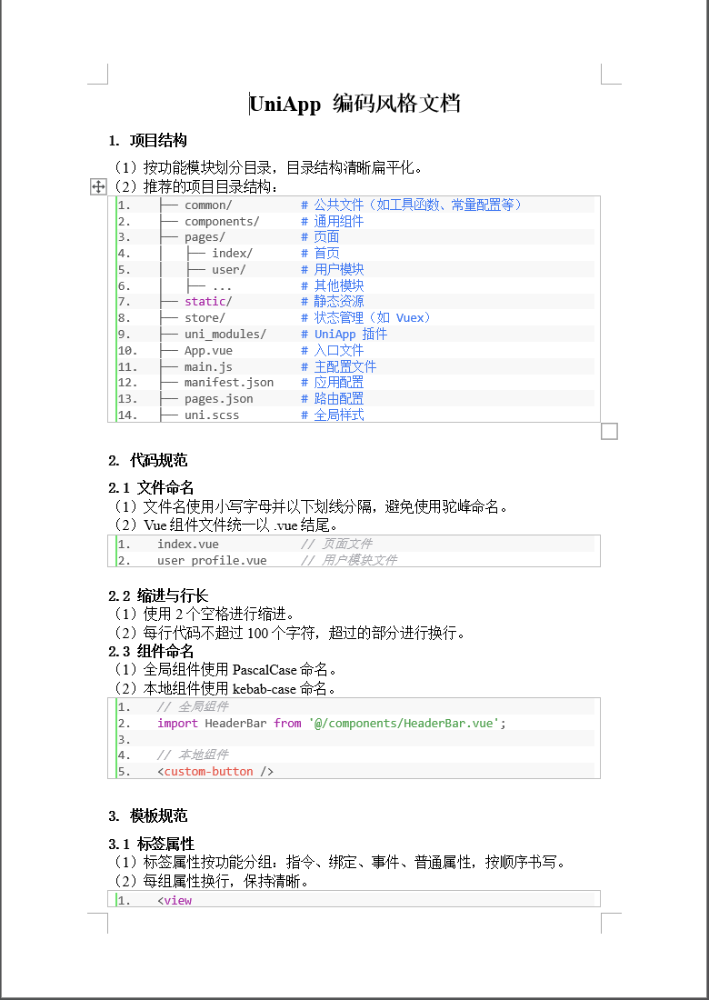 UniApp 编码风格文档
1. 项目结构
（1）按功能模块划分目录，目录结构清晰扁平化。
（2）推荐的项目目录结构：
1. ├── common/ # 公共文件（如工具函数、常量配置等）
2. ├── components/ # 通用组件
3. ├── pages/ # 页面
4. │ ├── index/ # 首页
5. │ ├── user/ # 用户模块
6. │ ├── ... # 其他模块
7. ├── static/ # 静态资源
8. ├── store/ # 状态管理（如 Vuex）
9. ├── uni_modules/ # UniApp 插件
10. ├── App.vue # 入口文件
11. ├── main.js # 主配置文件
12. ├── manifest.json # 应用配置
13. ├── pages.json # 路由配置
14. ├── uni.scss # 全局样式
2. 代码规范
2.1 文件命名
（1）文件名使用小写字母并以下划线分隔，避免使用驼峰命名。
（2）Vue 组件文件统一以 .vue 结尾。
1. index.vue // 页面文件
2. user_profile.vue // 用户模块文件
2.2 缩进与行长
（1）使用 2 个空格进行缩进。
（2）每行代码不超过 100 个字符，超过的部分进行换行。
2.3 组件命名
（1）全局组件使用 PascalCase 命名。
（2）本地组件使用 kebab-case 命名。
1. // 全局组件
2. import HeaderBar from '@/components/HeaderBar.vue';
3.
4. // 本地组件
5. <custom-button />
3. 模板规范
3.1 标签属性
（1）标签属性按功能分组：指令、绑定、事件、普通属性，按顺序书写。
（2）每组属性换行，保持清晰。
1. <view